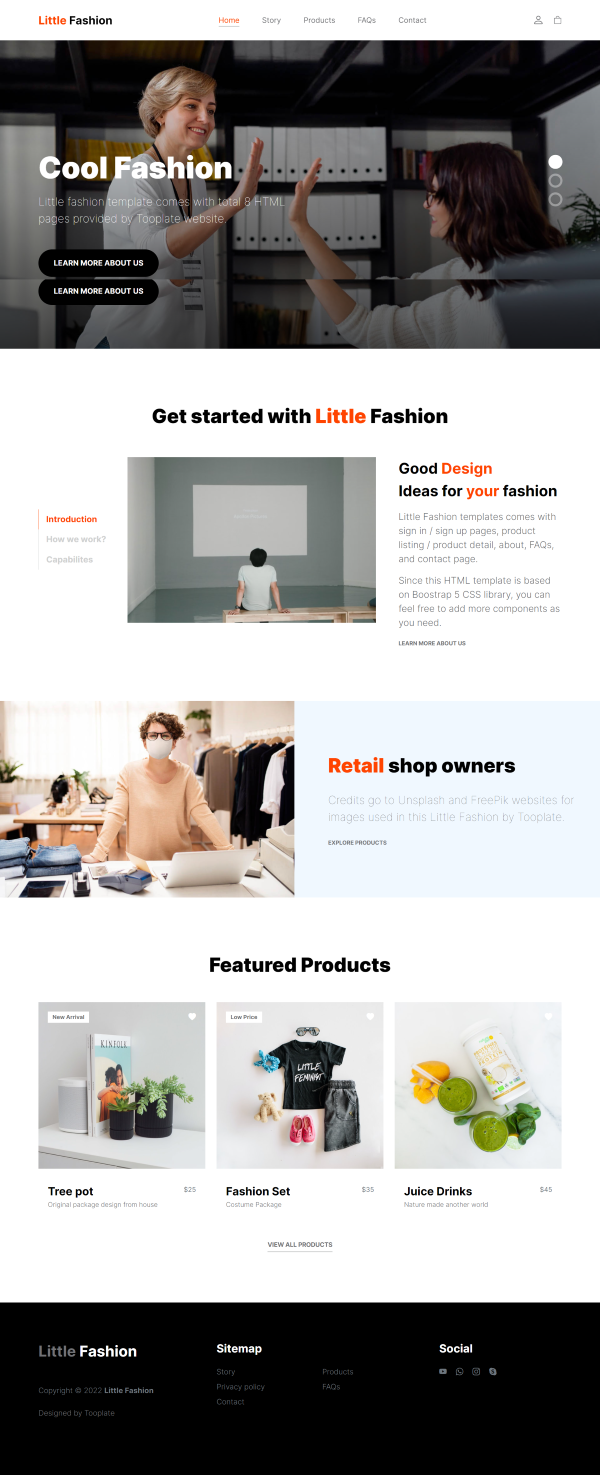 Little Fashion
Home
Story
Products
FAQs
Contact
Cool Fashion
Little fashion template comes with total 8 HTML
pages provided by Tooplate website.
LEARN MORE ABOUT US
LEARN MORE ABOUT US
Get started with Little Fashion
Introduction
How we work?
Capabilites
Good Design
Ideas for your fashion
Little Fashion templates comes with
sign in / sign up pages, product
listing / product detail, about, FAQs,
and contact page.
Since this HTML template is based
on Boostrap 5 CSS library, you can
feel free to add more components as
you need.
LEARN MORE ABOUT US
Retail shop owners
Credits go to Unsplash and FreePik websites for
images used in this Little Fashion by Tooplate.
EXPLORE PRODUCTS
Featured Products
New Arrival
KINFOLK
Low Price
LITTLE
FEMINIST
Tree pot
$25
Original package design from house
Fashion Set
$35
Costume Package
Juice Drinks
$45
Nature made another world
VIEW ALL PRODUCTS
Little Fashion
Copyright © 2022 Little Fashion
Designed by Tooplate
Sitemap
Story
Products
Privacy policy
FAQs
Contact
Social